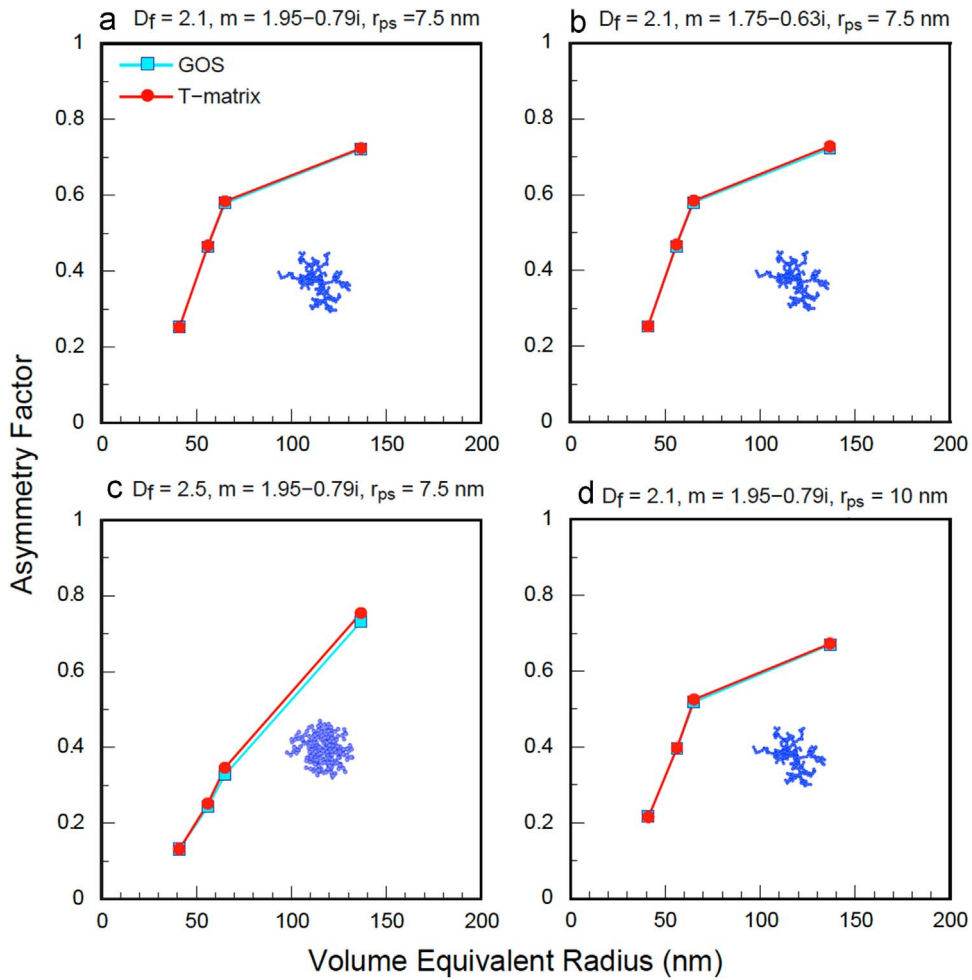 a D_f = 2.1, m = 1.95−0.79i, r_ps =7.5 nm
b D_f = 2.1, m = 1.75−0.63i, r_ps = 7.5 nm
GOS
T−matrix
1
0.8
0.6
0.4
0.2
0
0 50 100 150 200
1
0.8
0.6
0.4
0.2
0
0 50 100 150 200
c D_f = 2.5, m = 1.95−0.79i, r_ps = 7.5 nm
d D_f = 2.1, m = 1.95−0.79i, r_ps = 10 nm
1
0.8
0.6
0.4
0.2
0
0 50 100 150 200
1
0.8
0.6
0.4
0.2
0
0 50 100 150 200
Asymmetry Factor
Volume Equivalent Radius (nm)